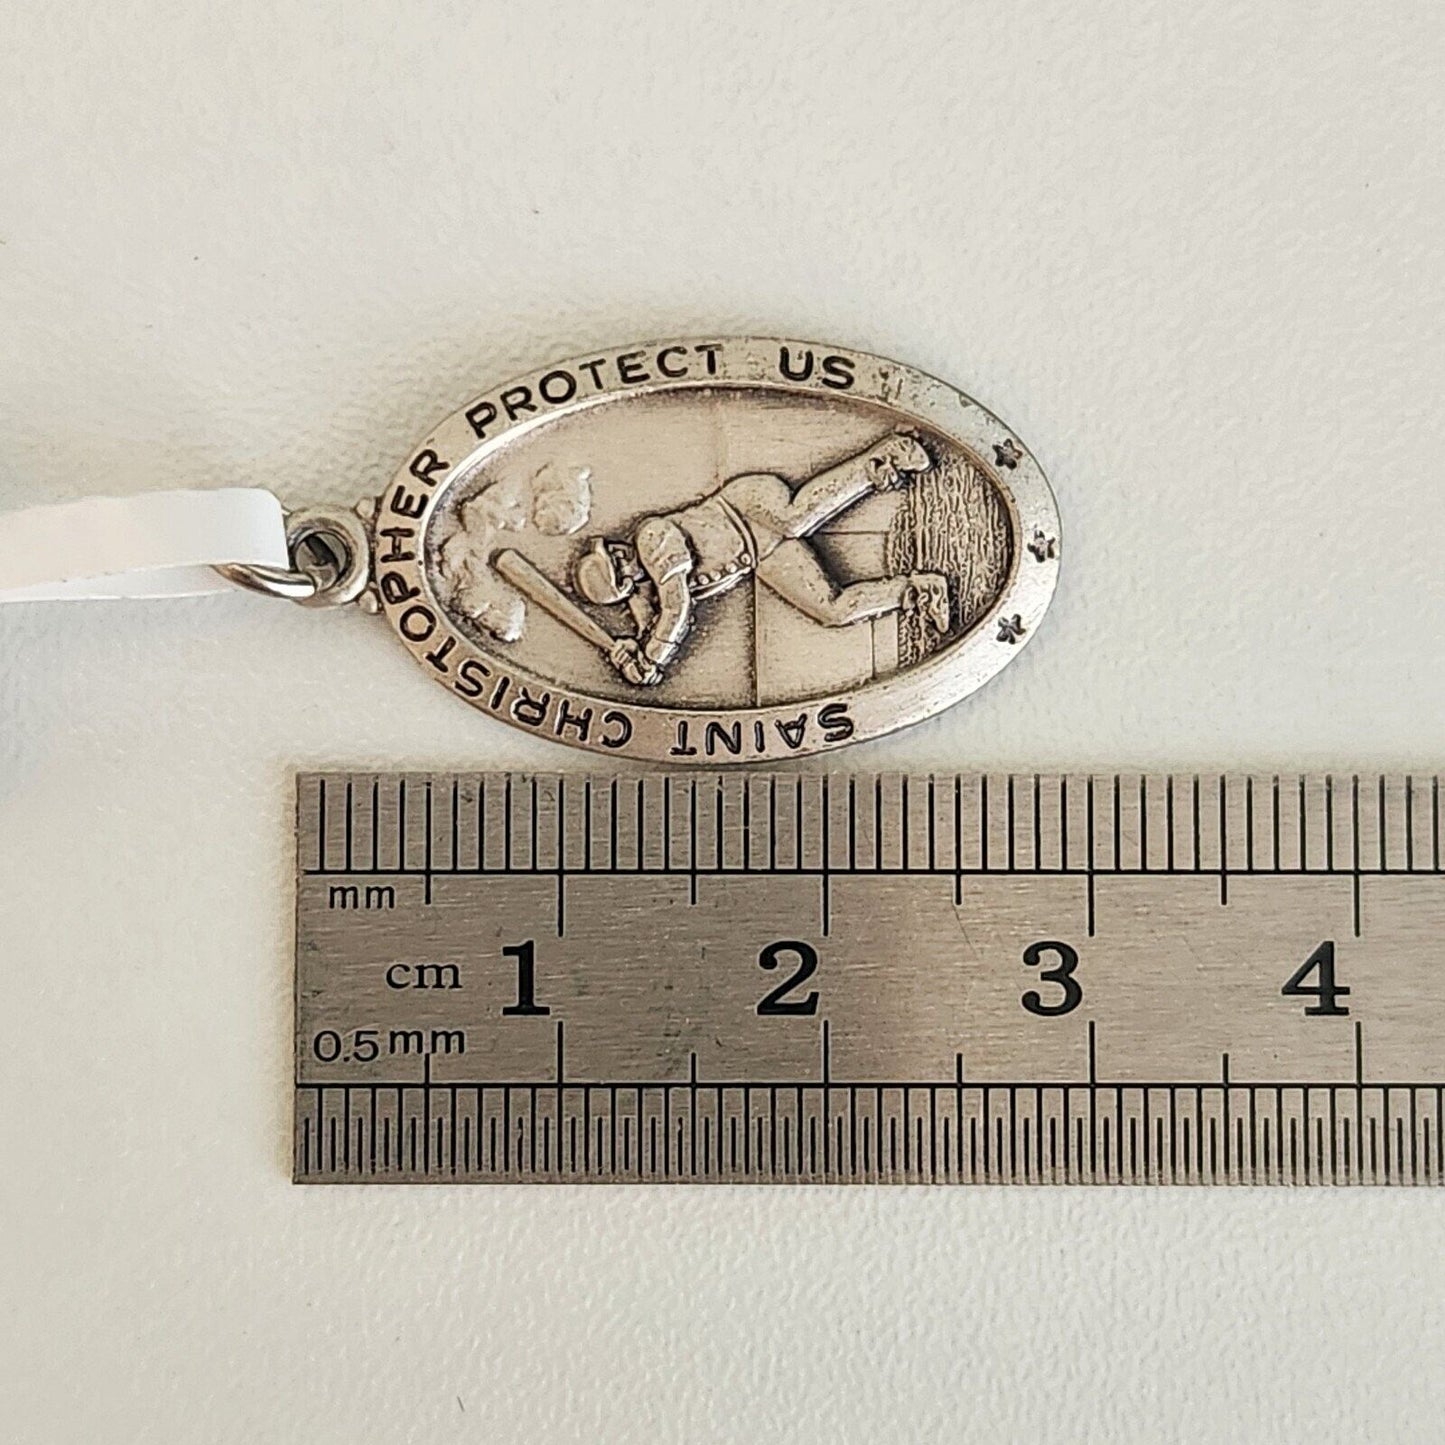 SAINT CHRISTOPHER PROTECT US
mm
cm 1 2 3 4
0.5mm